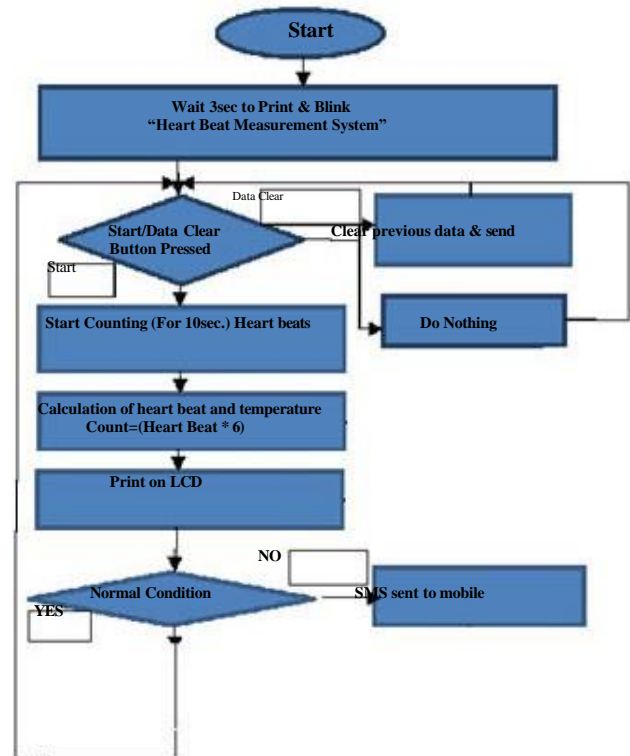 Start
Wait 3sec to Print & Blink
“Heart Beat Measurement System”
Data Clear
Start/Data Clear
Button Pressed
Clear previous data & send
Start
Start Counting (For 10sec.) Heart beats
Do Nothing
Calculation of heart beat and temperature
Count=(Heart Beat * 6)
Print on LCD
NO
Normal Condition
SMS sent to mobile
YES